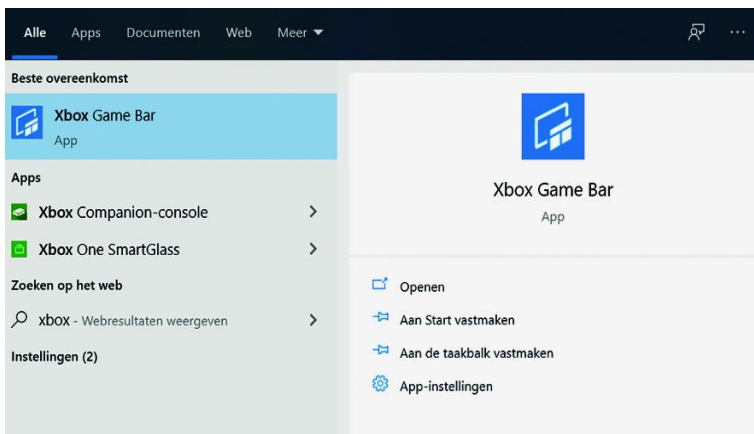 Alle Apps Documenten Web Meer
Beste overeenkomst
Xbox Game Bar
App
Apps
Xbox Companion-console
Xbox One SmartGlass
Zoeken op het web
xbox - Webresultaten weergeven
Instellingen (2)
Xbox Game Bar
App
Openen
Aan Start vastmaken
Aan de taakbalk vastmaken
App-instellingen